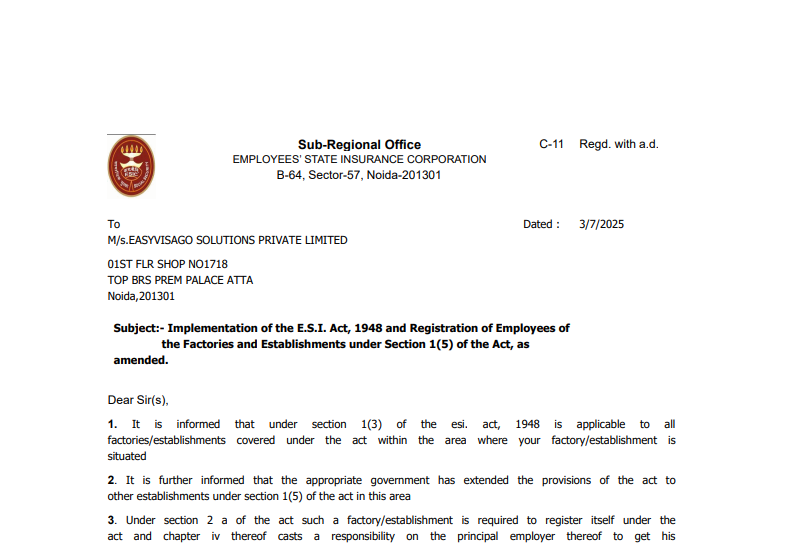 Sub-Regional Office
EMPLOYEES' STATE INSURANCE CORPORATION
B-64, Sector-57, Noida-201301
C-11 Regd. with a.d.
To
Dated : 3/7/2025
M/s.EASYVISAGO SOLUTIONS PRIVATE LIMITED
01ST FLR SHOP NO1718
TOP BRS PREM PALACE ATTA
Noida,201301
Subject:- Implementation of the E.S.I. Act, 1948 and Registration of Employees of
the Factories and Establishments under Section 1(5) of the Act, as
amended.
Dear Sir(s),
1. It is informed that under section 1(3) of the esi. act, 1948 is applicable to all
factories/establishments covered under the act within the area where your factory/establishment is
situated
2. It is further informed that the appropriate government has extended the provisions of the act to
other establishments under section 1(5) of the act in this area
3. Under section 2 a of the act such a factory/establishment is required to register itself under the
act and chapter iv thereof casts a responsibility on the principal employer thereof to get his